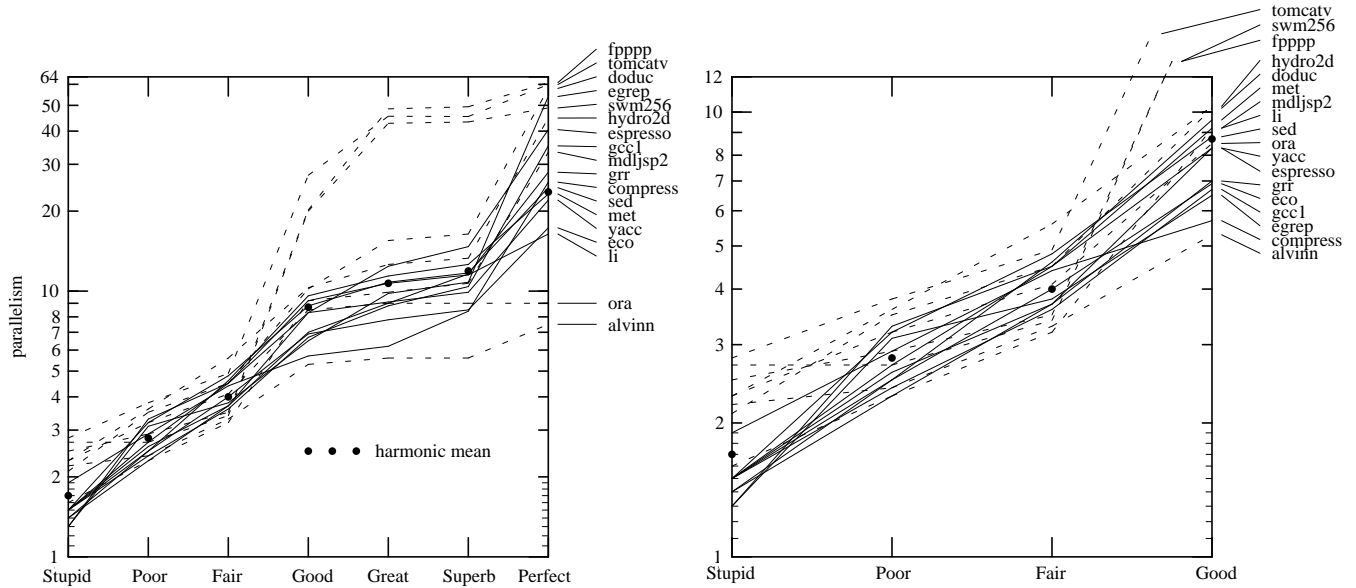 64
50
40
30
20
10
8
7
6
5
4
3
2
1
parallelism
Stupid Poor Fair Good Great Superb Perfect
harmonic mean
fpppp
tomcatv
doduc
egrep
swm256
hydro2d
espresso
gcc1
mdljsp2
grr
compress
sed
met
yacc
eco
li
ora
alvinn
12
10
8
7
6
5
4
3
2
1
Stupid Poor Fair Good
tomcatv
swm256
fpppp
hydro2d
doduc
met
mdljsp2
li
sed
ora
yacc
espresso
grr
eco
gcc1
egrep
compress
alvinn